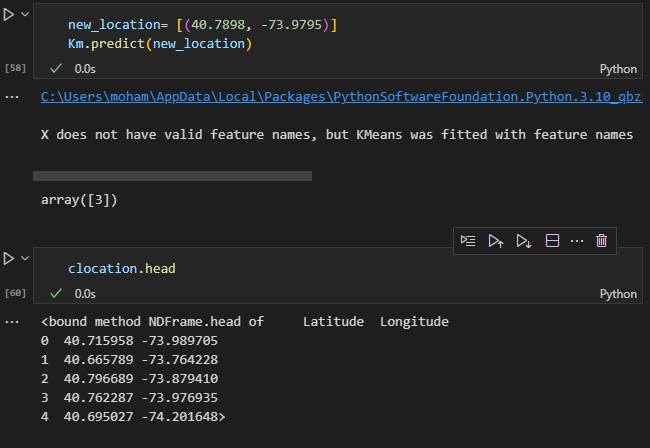 new_location= [(40.7898, -73.9795)]
Km.predict(new_location)
[58]
0.0s
Python
...
C:\Users\moham\AppData\Local\Packages\PythonSoftwareFoundation.Python.3.10_qbz
X does not have valid feature names, but KMeans was fitted with feature names
array([3])
...
clocation.head
[60]
0.0s
Python
...
<bound method NDFrame.head of     Latitude  Longitude
0  40.715958 -73.989705
1  40.665789 -73.764228
2  40.796689 -73.879410
3  40.762287 -73.976935
4  40.695027 -74.201648>